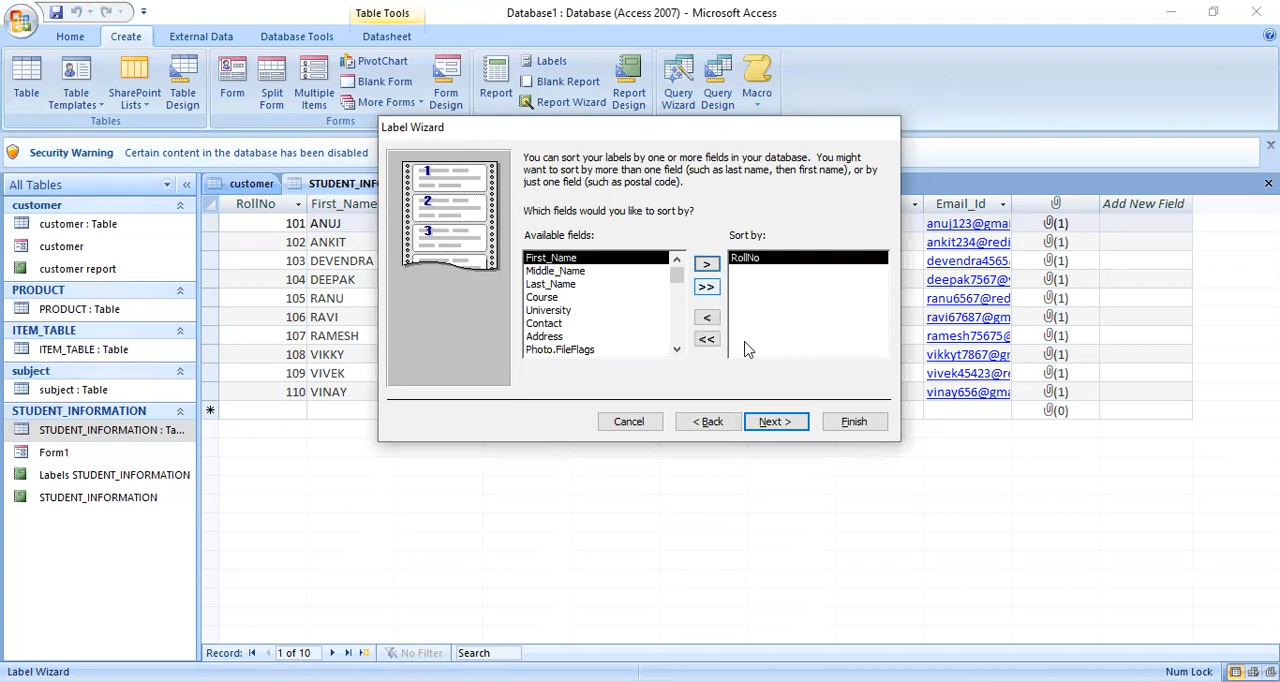 Table Tools
Database1 : Database (Access 2007) - Microsoft Access
Home
Create
External Data
Database Tools
Datasheet
Table
Table Templates
SharePoint Lists
Table Design
Tables
Form
Split Form
Multiple Items
PivotChart
Blank Form
More Forms
Form Design
Forms
Report
Labels
Blank Report
Report Wizard
Report Design
Query Wizard
Query Design
Macro
Security Warning
Certain content in the database has been disabled
All Tables
customer
customer : Table
customer
customer report
PRODUCT
PRODUCT : Table
ITEM_TABLE
ITEM_TABLE : Table
subject
subject : Table
STUDENT_INFORMATION
STUDENT_INFORMATION : Ta...
Form1
Labels STUDENT_INFORMATION
STUDENT_INFORMATION
customer
STUDENT_INF
RollNo
First_Name
Email_Id
Add New Field
101 ANUJ anuj123@gma (1)
102 ANKIT ankit234@redi (1)
103 DEVENDRA devendra4565 (1)
104 DEEPAK deepak7567@ (1)
105 RANU ranu6567@red (1)
106 RAVI ravi67687@gm (1)
107 RAMESH ramesh75675% (1)
108 VIKKY vikkyt7867@g (1)
109 VIVEK vivek45423@re (1)
110 VINAY vinay656@gma (1)
(0)
Label Wizard
1
2
3
You can sort your labels by one or more fields in your database. You might
want to sort by more than one field (such as last name, then first name), or by
just one field (such as postal code).
Which fields would you like to sort by?
Available fields:
Sort by:
First_Name
Middle_Name
Last_Name
Course
University
Contact
Address
Photo.FileFlags
>
>>
<
<<
RollNo
Cancel
< Back
Next >
Finish
Record:
1 of 10
No Filter
Search
Label Wizard
Num Lock